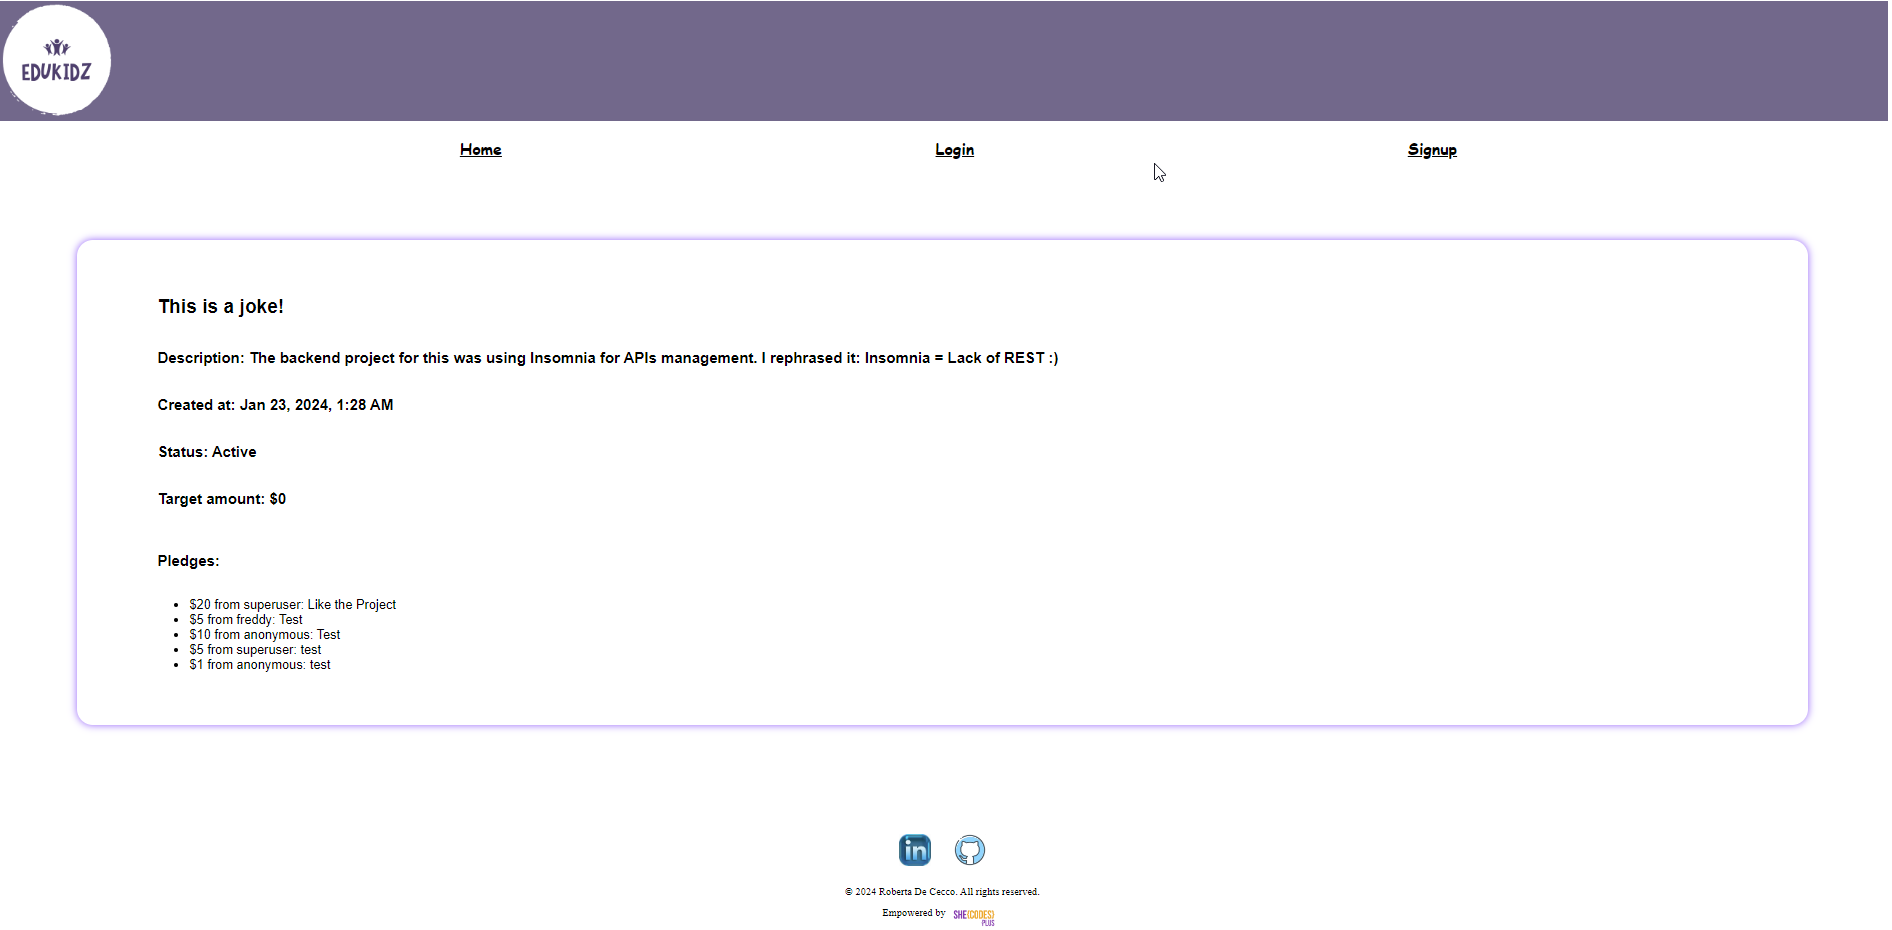 EDUKIDZ
Home Login Signup
This is a joke!
Description: The backend project for this was using Insomnia for APIs management. I rephrased it: Insomnia = Lack of REST :)
Created at: Jan 23, 2024, 1:28 AM
Status: Active
Target amount: $0
Pledges:
• $20 from superuser: Like the Project
• $5 from freddy: Test
• $10 from anonymous: Test
• $5 from superuser: test
• $1 from anonymous: test
in
© 2024 Roberta De Cecco. All rights reserved.
Empowered by SHE{CODES}
PLUS